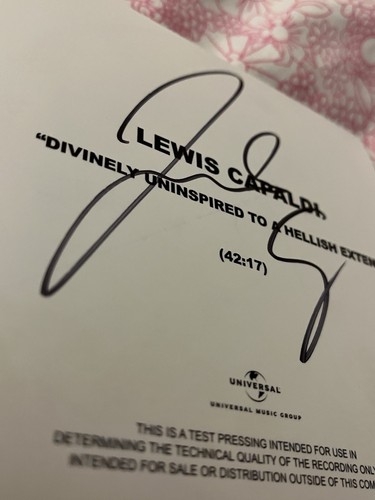 LEWIS CAPALDI,
“DIVINELY UNINSPIRED TO A HELLISH EXTEN
(42:17)
UNIVERSAL
UNIVERSAL MUSIC GROUP
THIS IS A TEST PRESSING INTENDED FOR USE IN
DETERMINING THE TECHNICAL QUALITY OF THE RECORDING ONLY
INTENDED FOR SALE OR DISTRIBUTION OUTSIDE OF THIS COM